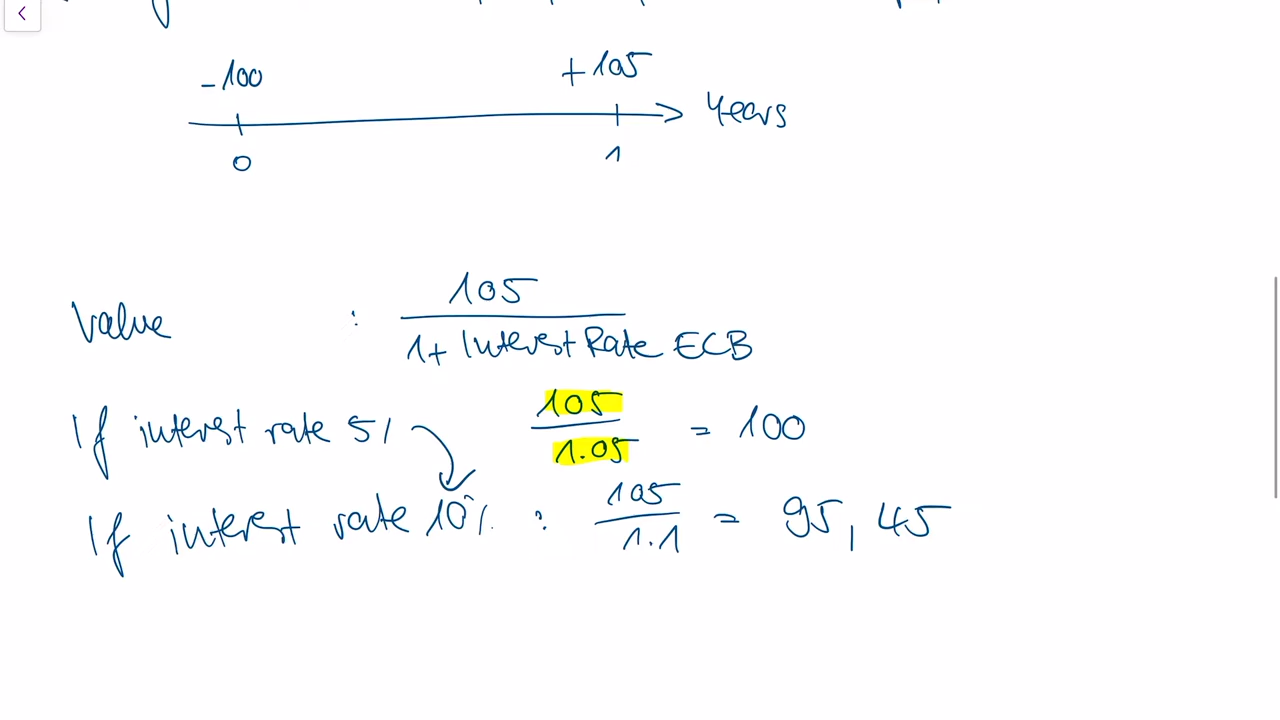 -100 +105
Years
0 1
Value : 105
1+ Interest Rate ECB
If interest rate 5% 105/1.05 = 100
If interest rate 10% : 105/1.1 = 95,45